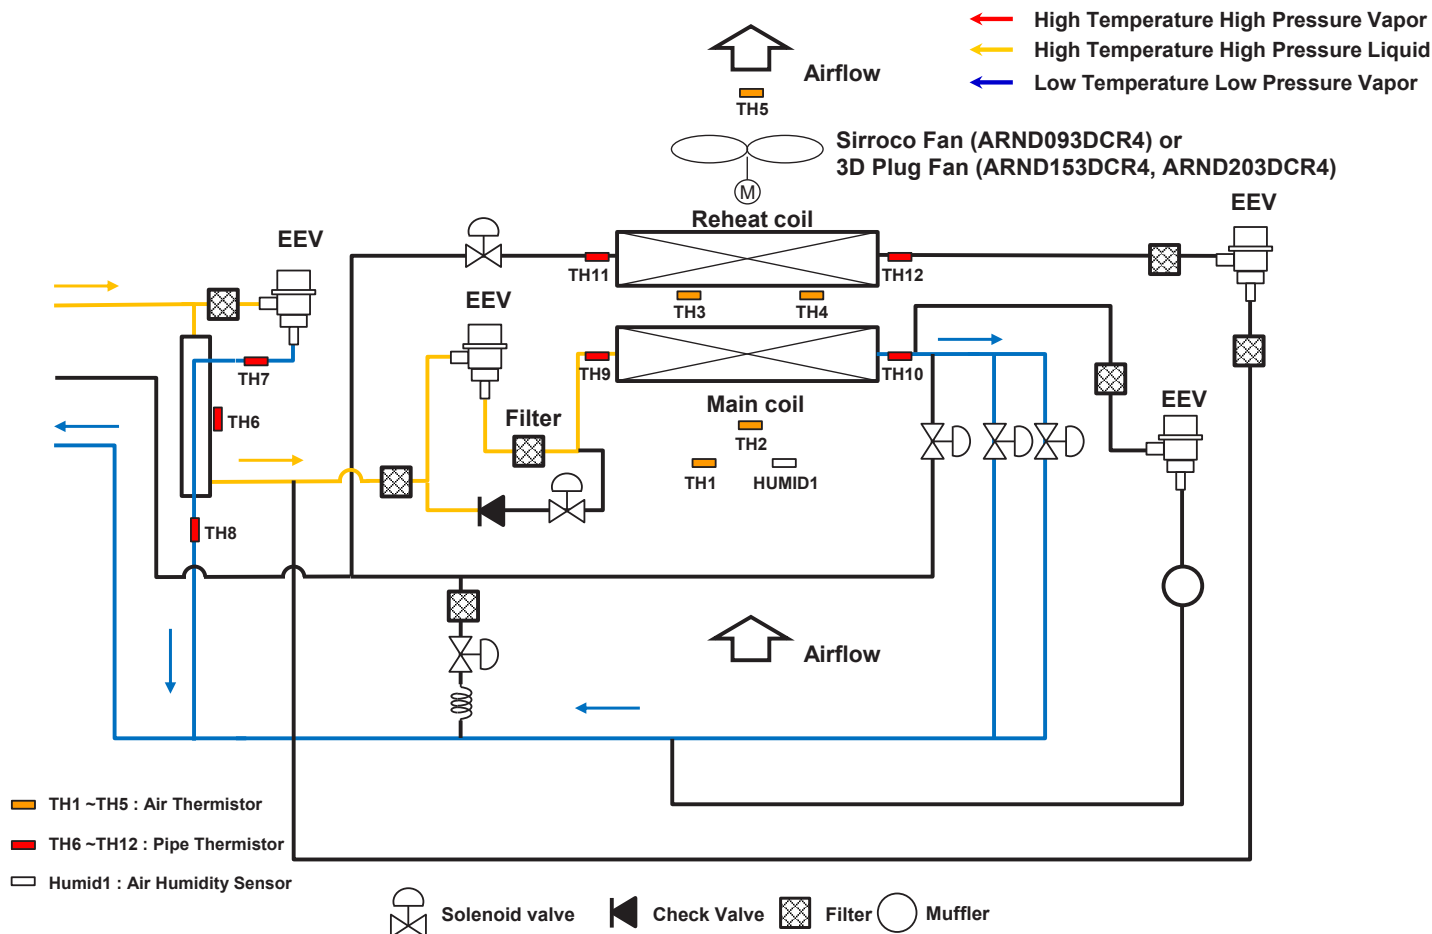 High Temperature High Pressure Vapor
High Temperature High Pressure Liquid
Low Temperature Low Pressure Vapor
Airflow
TH5
Sirroco Fan (ARND093DCR4) or
3D Plug Fan (ARND153DCR4, ARND203DCR4)
M
EEV
Reheat coil
EEV
TH11
TH12
EEV
TH3
TH4
TH7
TH9
TH10
TH6
Filter
Main coil
EEV
TH2
TH1
HUMID1
TH8
Airflow
TH1 ~TH5 : Air Thermistor
TH6 ~TH12 : Pipe Thermistor
Humid1 : Air Humidity Sensor
Solenoid valve
Check Valve
Filter
Muffler